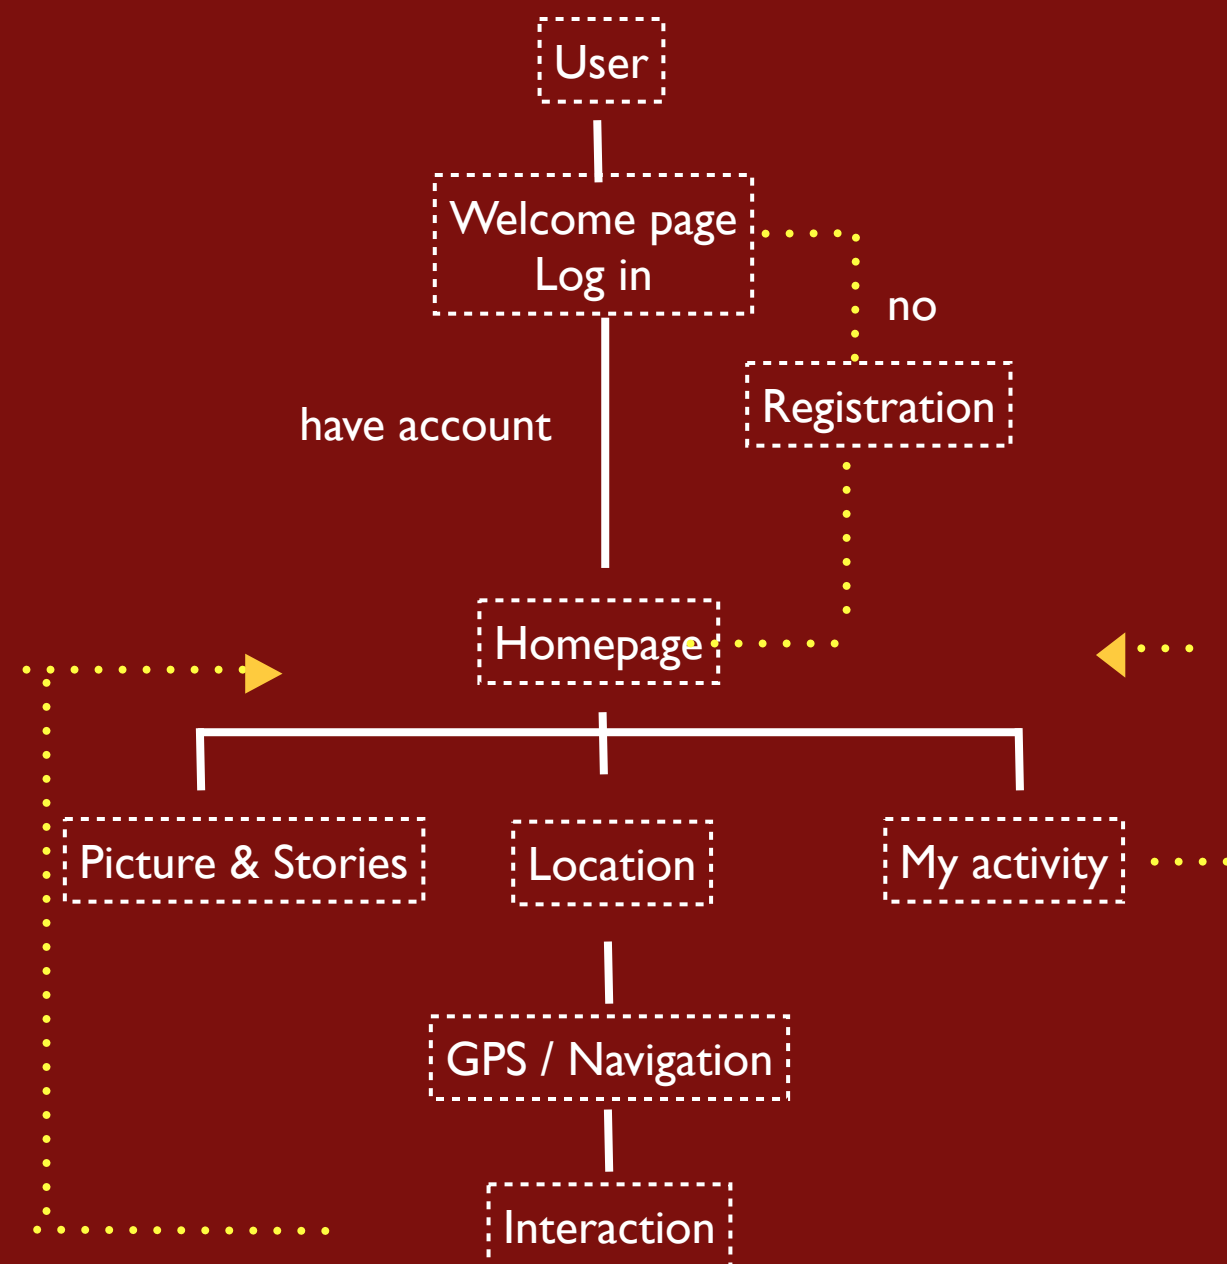 User
Welcome page
Log in
no
Registration
have account
Homepage
Picture & Stories
Location
My activity
GPS / Navigation
Interaction